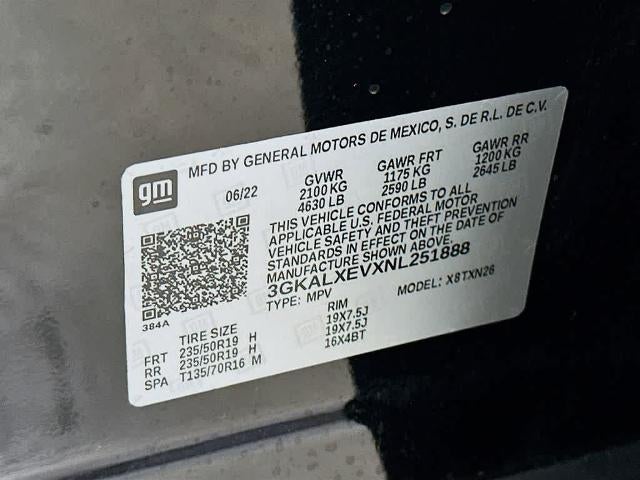 gm
MFD BY GENERAL MOTORS DE MEXICO, S. DE R.L. DE C.V.
06/22 GVWR GAWR FRT GAWR RR
2100 KG 1175 KG 1200 KG
4630 LB 2590 LB 2645 LB
THIS VEHICLE CONFORMS TO ALL
APPLICABLE U.S. FEDERAL MOTOR
VEHICLE SAFETY AND THEFT PREVENTION
STANDARDS IN EFFECT ON THE DATE OF
MANUFACTURE SHOWN ABOVE.
3GKALXEVXNL251888
TYPE: MPV MODEL: X8TXN26
384A
TIRE SIZE RIM
FRT 235/50R19 H 19X7.5J
RR 235/50R19 H 19X7.5J
SPA T135/70R16 M 16X4BT